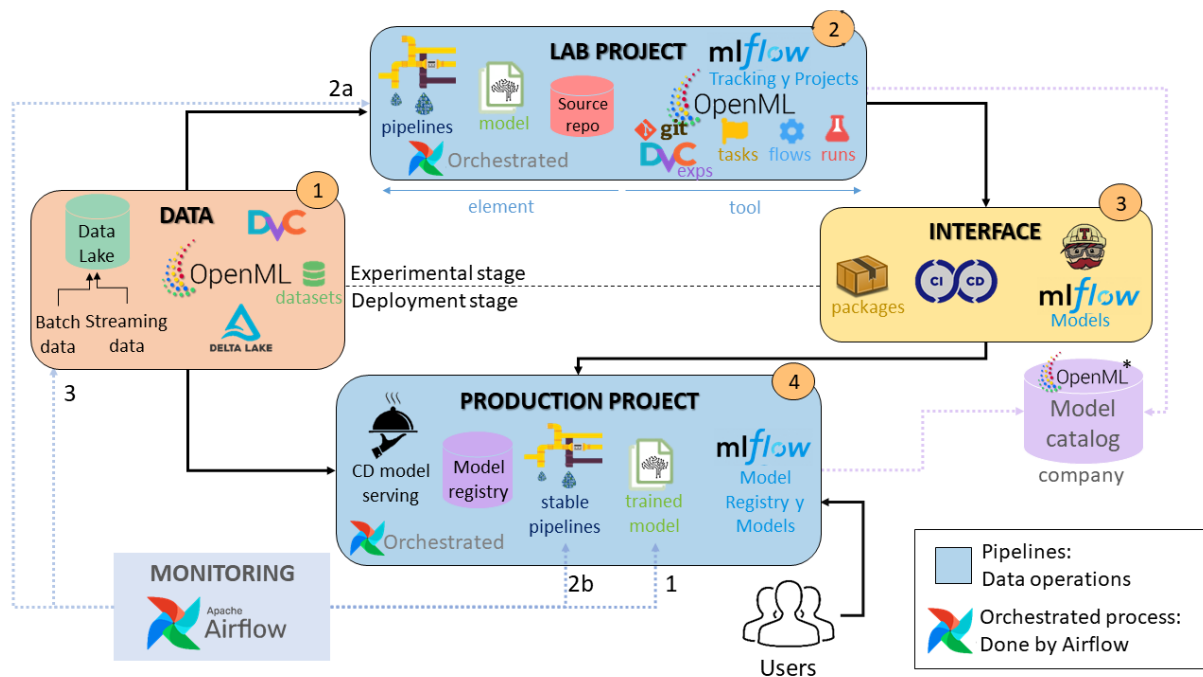 2
LAB PROJECT
mlflow
Tracking y Projects
OpenML
pipelines
model
Source
repo
git
DVC
exps
tasks
flows
runs
Orchestrated
2a
element
tool
1
DATA
Data
Lake
DVC
OpenML
datasets
Batch
data
Streaming
data
DELTA LAKE
Experimental stage
Deployment stage
3
INTERFACE
T
packages
CI
CD
mlflow
Models
3
4
PRODUCTION PROJECT
CD model
serving
Model
registry
stable
pipelines
trained
model
mlflow
Model
Registry y
Models
Orchestrated
OpenML*
Model
catalog
company
MONITORING
Apache
Airflow
2b
1
Users
Pipelines:
Data operations
Orchestrated process:
Done by Airflow